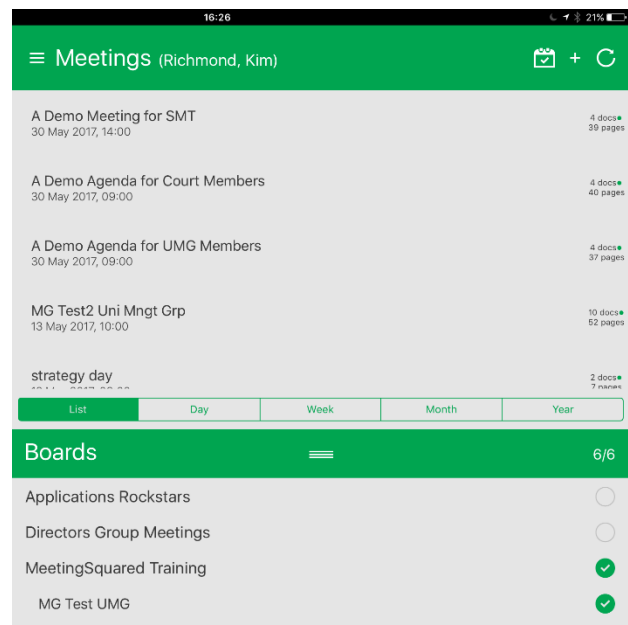 16:26
21%
Meetings (Richmond, Kim)
A Demo Meeting for SMT
30 May 2017, 14:00
4 docs
39 pages
A Demo Agenda for Court Members
30 May 2017, 09:00
4 docs
40 pages
A Demo Agenda for UMG Members
30 May 2017, 09:00
4 docs
37 pages
MG Test2 Uni Mngt Grp
13 May 2017, 10:00
10 docs
52 pages
strategy day
2 docs
7 pages
List Day Week Month Year
Boards 6/6
Applications Rockstars
Directors Group Meetings
MeetingSquared Training
MG Test UMG